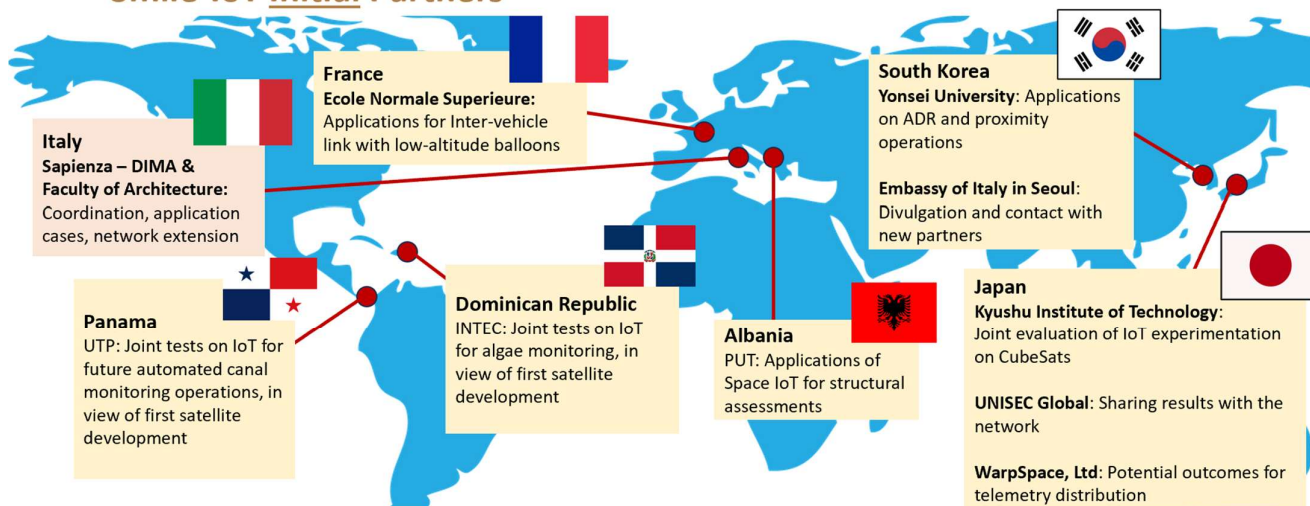 Initial Partners
France
Ecole Normale Superieure:
Applications for Inter-vehicle
link with low-altitude balloons
Italy
Sapienza – DIMA &
Faculty of Architecture:
Coordination, application
cases, network extension
South Korea
Yonsei University: Applications
on ADR and proximity
operations
Embassy of Italy in Seoul:
Divulgation and contact with
new partners
Panama
UTP: Joint tests on IoT for
future automated canal
monitoring operations, in
view of first satellite
development
Dominican Republic
INTEC: Joint tests on IoT
for algae monitoring, in
view of first satellite
development
Albania
PUT: Applications of
Space IoT for structural
assessments
Japan
Kyushu Institute of Technology:
Joint evaluation of IoT experimentation
on CubeSats
UNISEC Global: Sharing results with the
network
WarpSpace, Ltd: Potential outcomes for
telemetry distribution